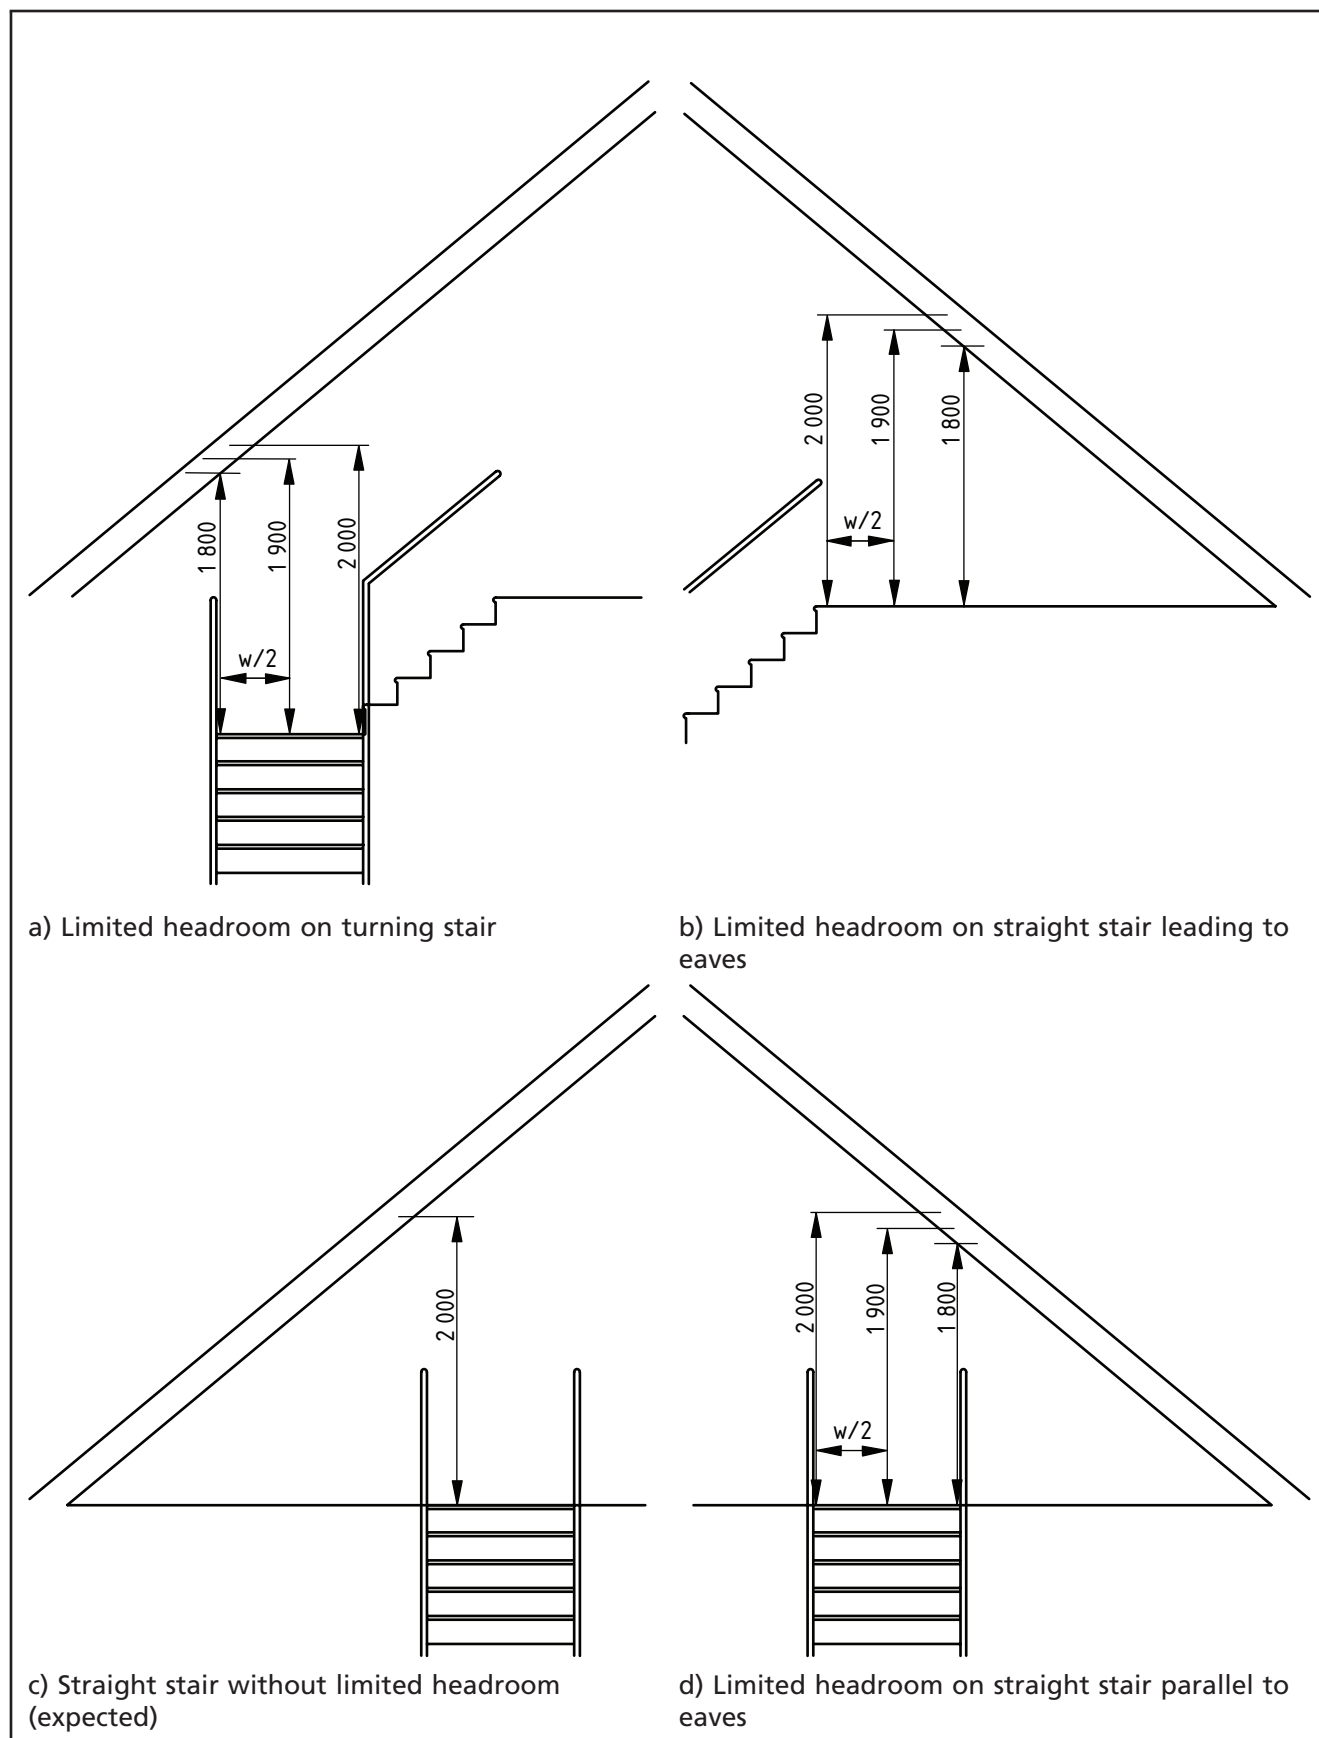 1 800
1 900
2 000
w/2
2 000
1 900
1 800
w/2
a) Limited headroom on turning stair
b) Limited headroom on straight stair leading to
eaves
2 000
2 000
1 900
1 800
w/2
c) Straight stair without limited headroom
(expected)
d) Limited headroom on straight stair parallel to
eaves